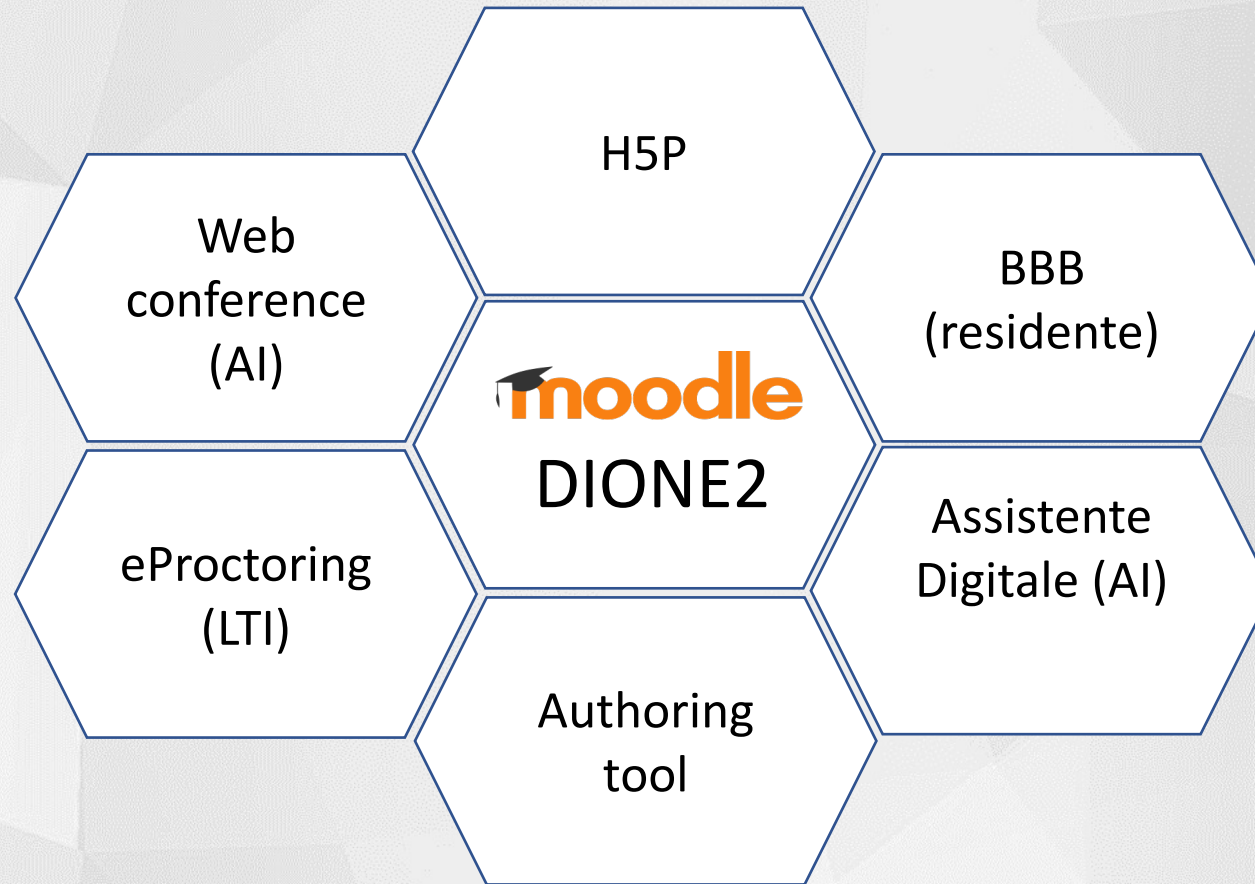 H5P
Web
conference
(AI)
BBB
(residente)
moodle
DIONE2
eProctoring
(LTI)
Assistente
Digitale (AI)
Authoring
tool